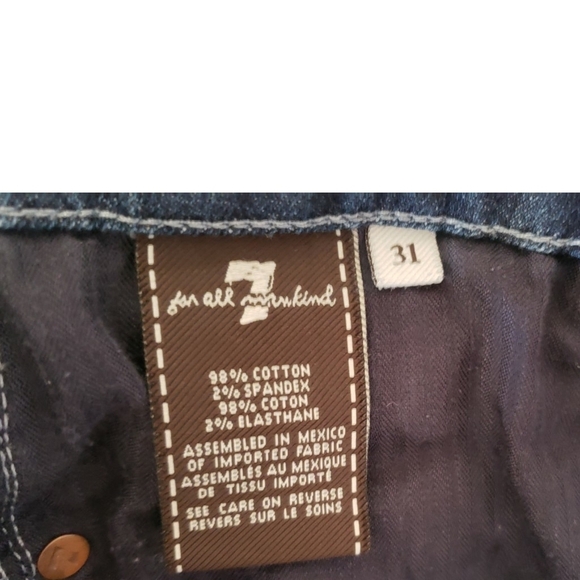 7
for all mankind
31
98% COTTON
2% SPANDEX
98% COTON
2% ELASTHANE
ASSEMBLED IN MEXICO
OF IMPORTED FABRIC
ASSEMBLÉS AU MEXIQUE
DE TISSU IMPORTÉ
SEE CARE ON REVERSE
REVERS SUR LE SOINS